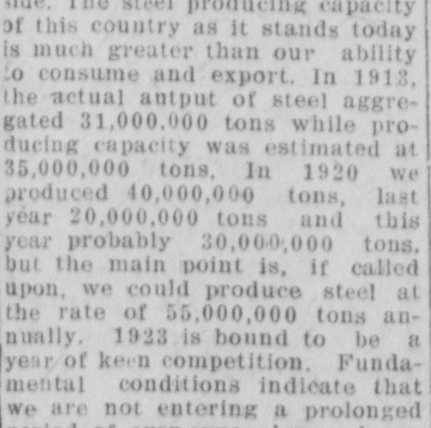 side. The steel producing capacity
of this country as it stands today
is much greater than our ability
to consume and export. In 1913,
the actual autput of steel aggre-
gated 31,000,000 tons while pro-
ducing capacity was estimated at
35,000,000 tons. In 1920 we
produced 40,000,000 tons, last
year 20,000,000 tons and this
year probably 30,000,000 tons,
but the main point is, if called
upon, we could produce steel at
the rate of 55,000,000 tons an-
nually. 1923 is bound to be a
year of keen competition. Funda-
mental conditions indicate that
we are not entering a prolonged